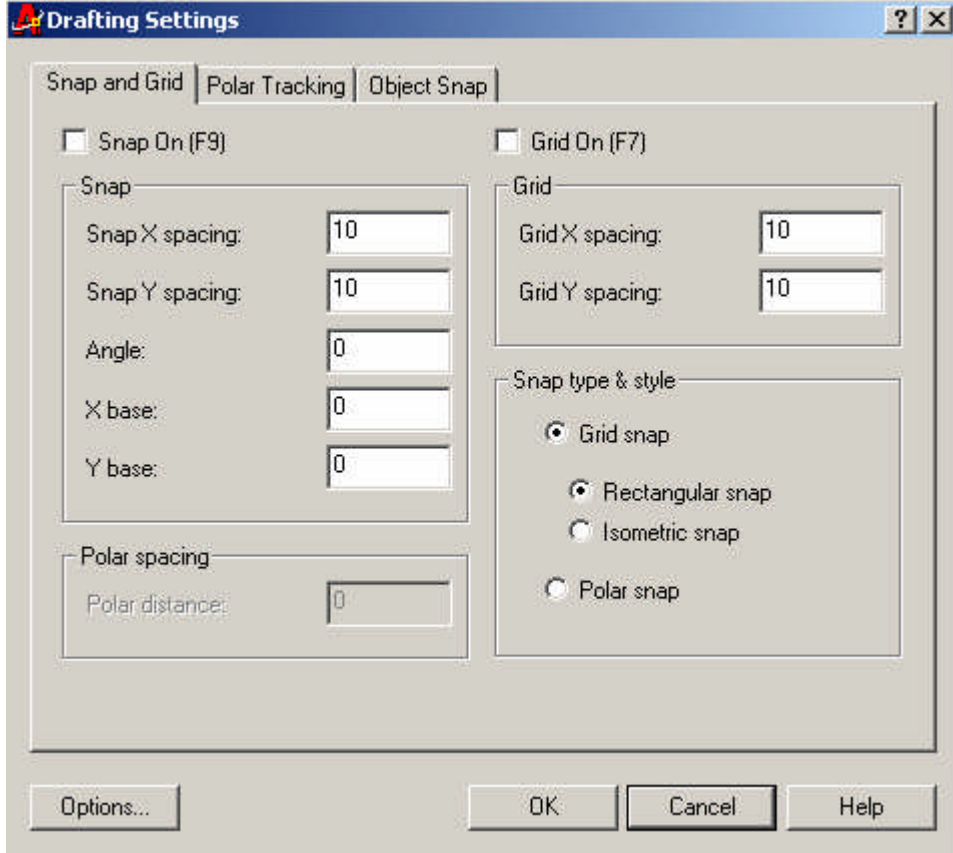 Drafting Settings
Snap and Grid Polar Tracking Object Snap
Snap On (F9)
Snap
Snap X spacing: 10
Snap Y spacing: 10
Angle: 0
X base: 0
Y base: 0
Polar spacing
Polar distance: 0
Grid On (F7)
Grid
Grid X spacing: 10
Grid Y spacing: 10
Snap type & style
Grid snap
Rectangular snap
Isometric snap
Polar snap
Options... OK Cancel Help